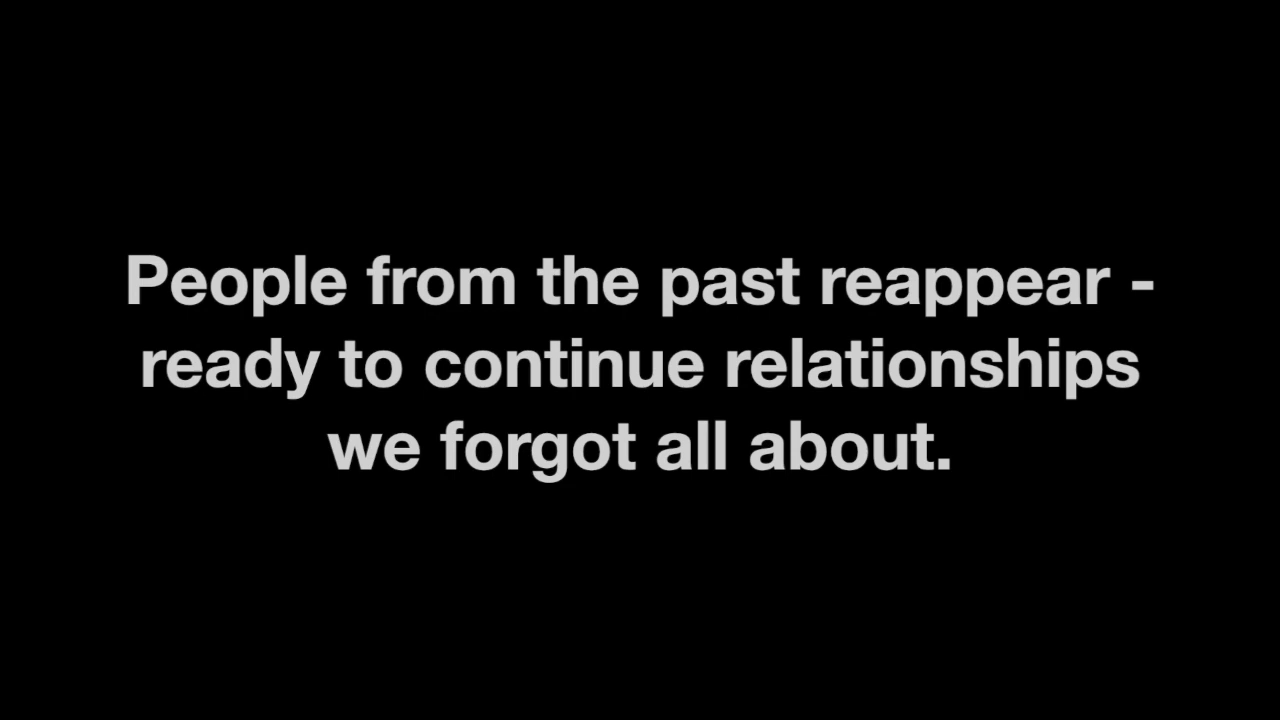 People from the past reappear -
ready to continue relationships
we forgot all about.